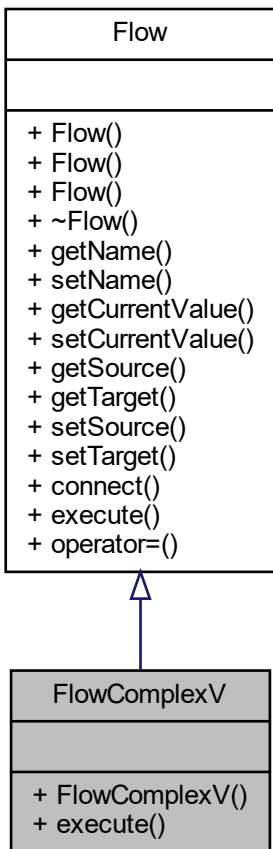 Flow
+ Flow()
+ Flow()
+ Flow()
+ ~Flow()
+ getName()
+ setName()
+ getCurrentValue()
+ setCurrentValue()
+ getSource()
+ getTarget()
+ setSource()
+ setTarget()
+ connect()
+ execute()
+ operator=()
FlowComplexV
+ FlowComplexV()
+ execute()